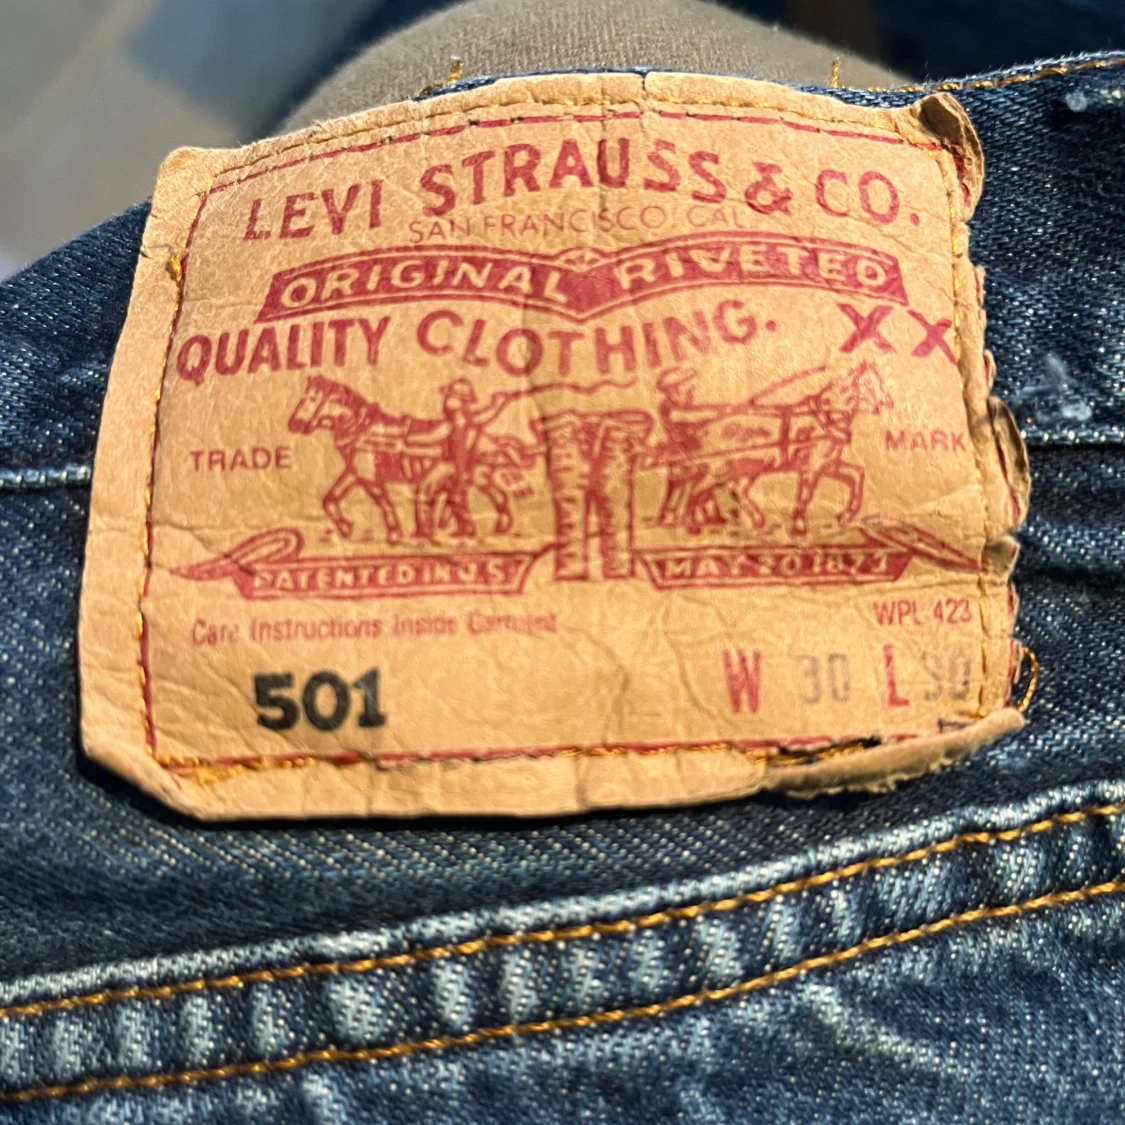 LEVI STRAUSS & CO.
SAN FRANCISCO CAL
ORIGINAL RIVETED
QUALITY CLOTHING. XX
TRADE MARK
PATENTED IN U.S. MAY 20 1873
Care Instructions Inside Garment
WPL 423
501 W 30 L 30